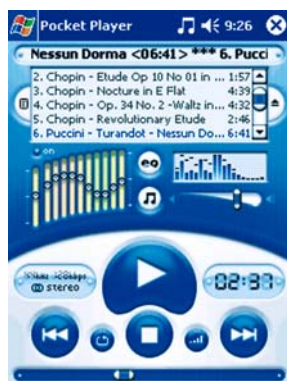 Pocket Player 9:26
Nessun Dorma <06:41> *** 6. Pucci
2. Chopin - Etude Op 10 No 01 in ... 1:57
3. Chopin - Nocture in E Flat 4:39
4. Chopin - Op. 34 No. 2 -Waltz in... 4:32
5. Chopin - Revolutionary Etude 2:46
6. Puccini - Turandot - Nessun Do... 6:41
on
eq
stereo
02:37